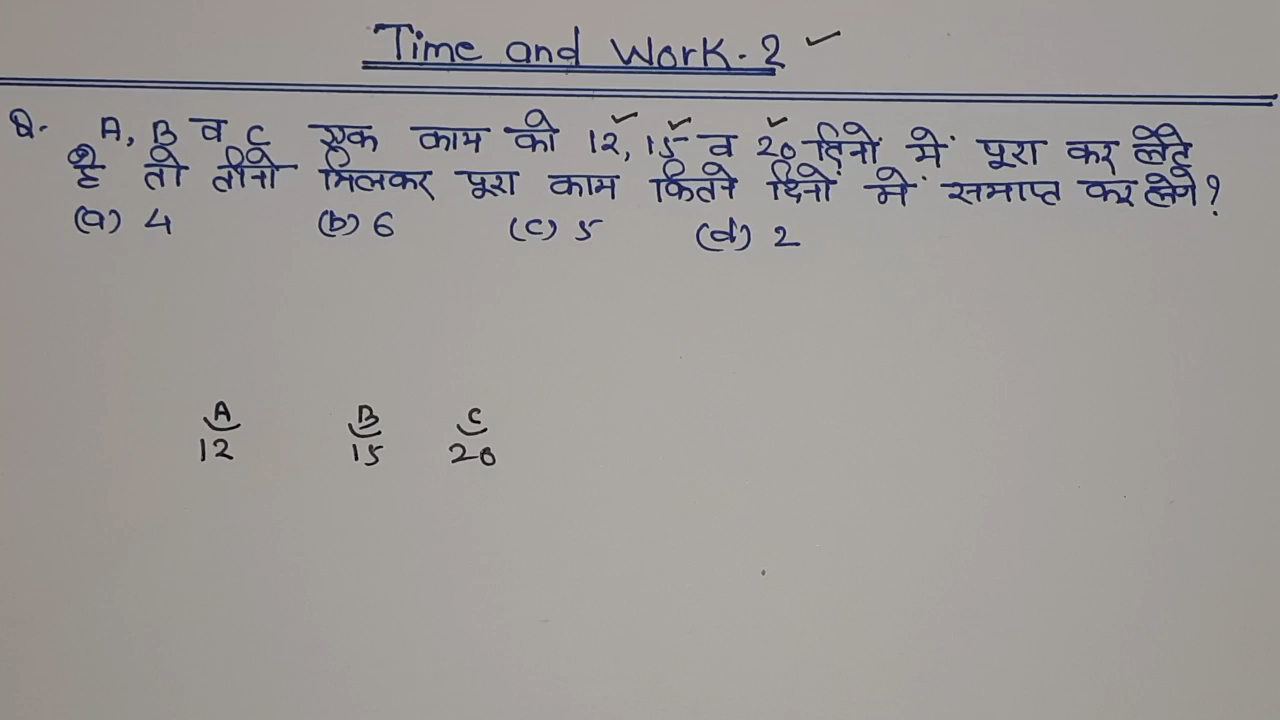 Time and Work-2
Q. A, B व C एक काम को 12, 15 व 20 दिनों में पूरा कर लेते
है तो तीनो मिलकर पूरा काम कितने दिनो मे समाप्त कर लेगे?
(a) 4 (b) 6 (c) 5 (d) 2
A B C
12 15 20